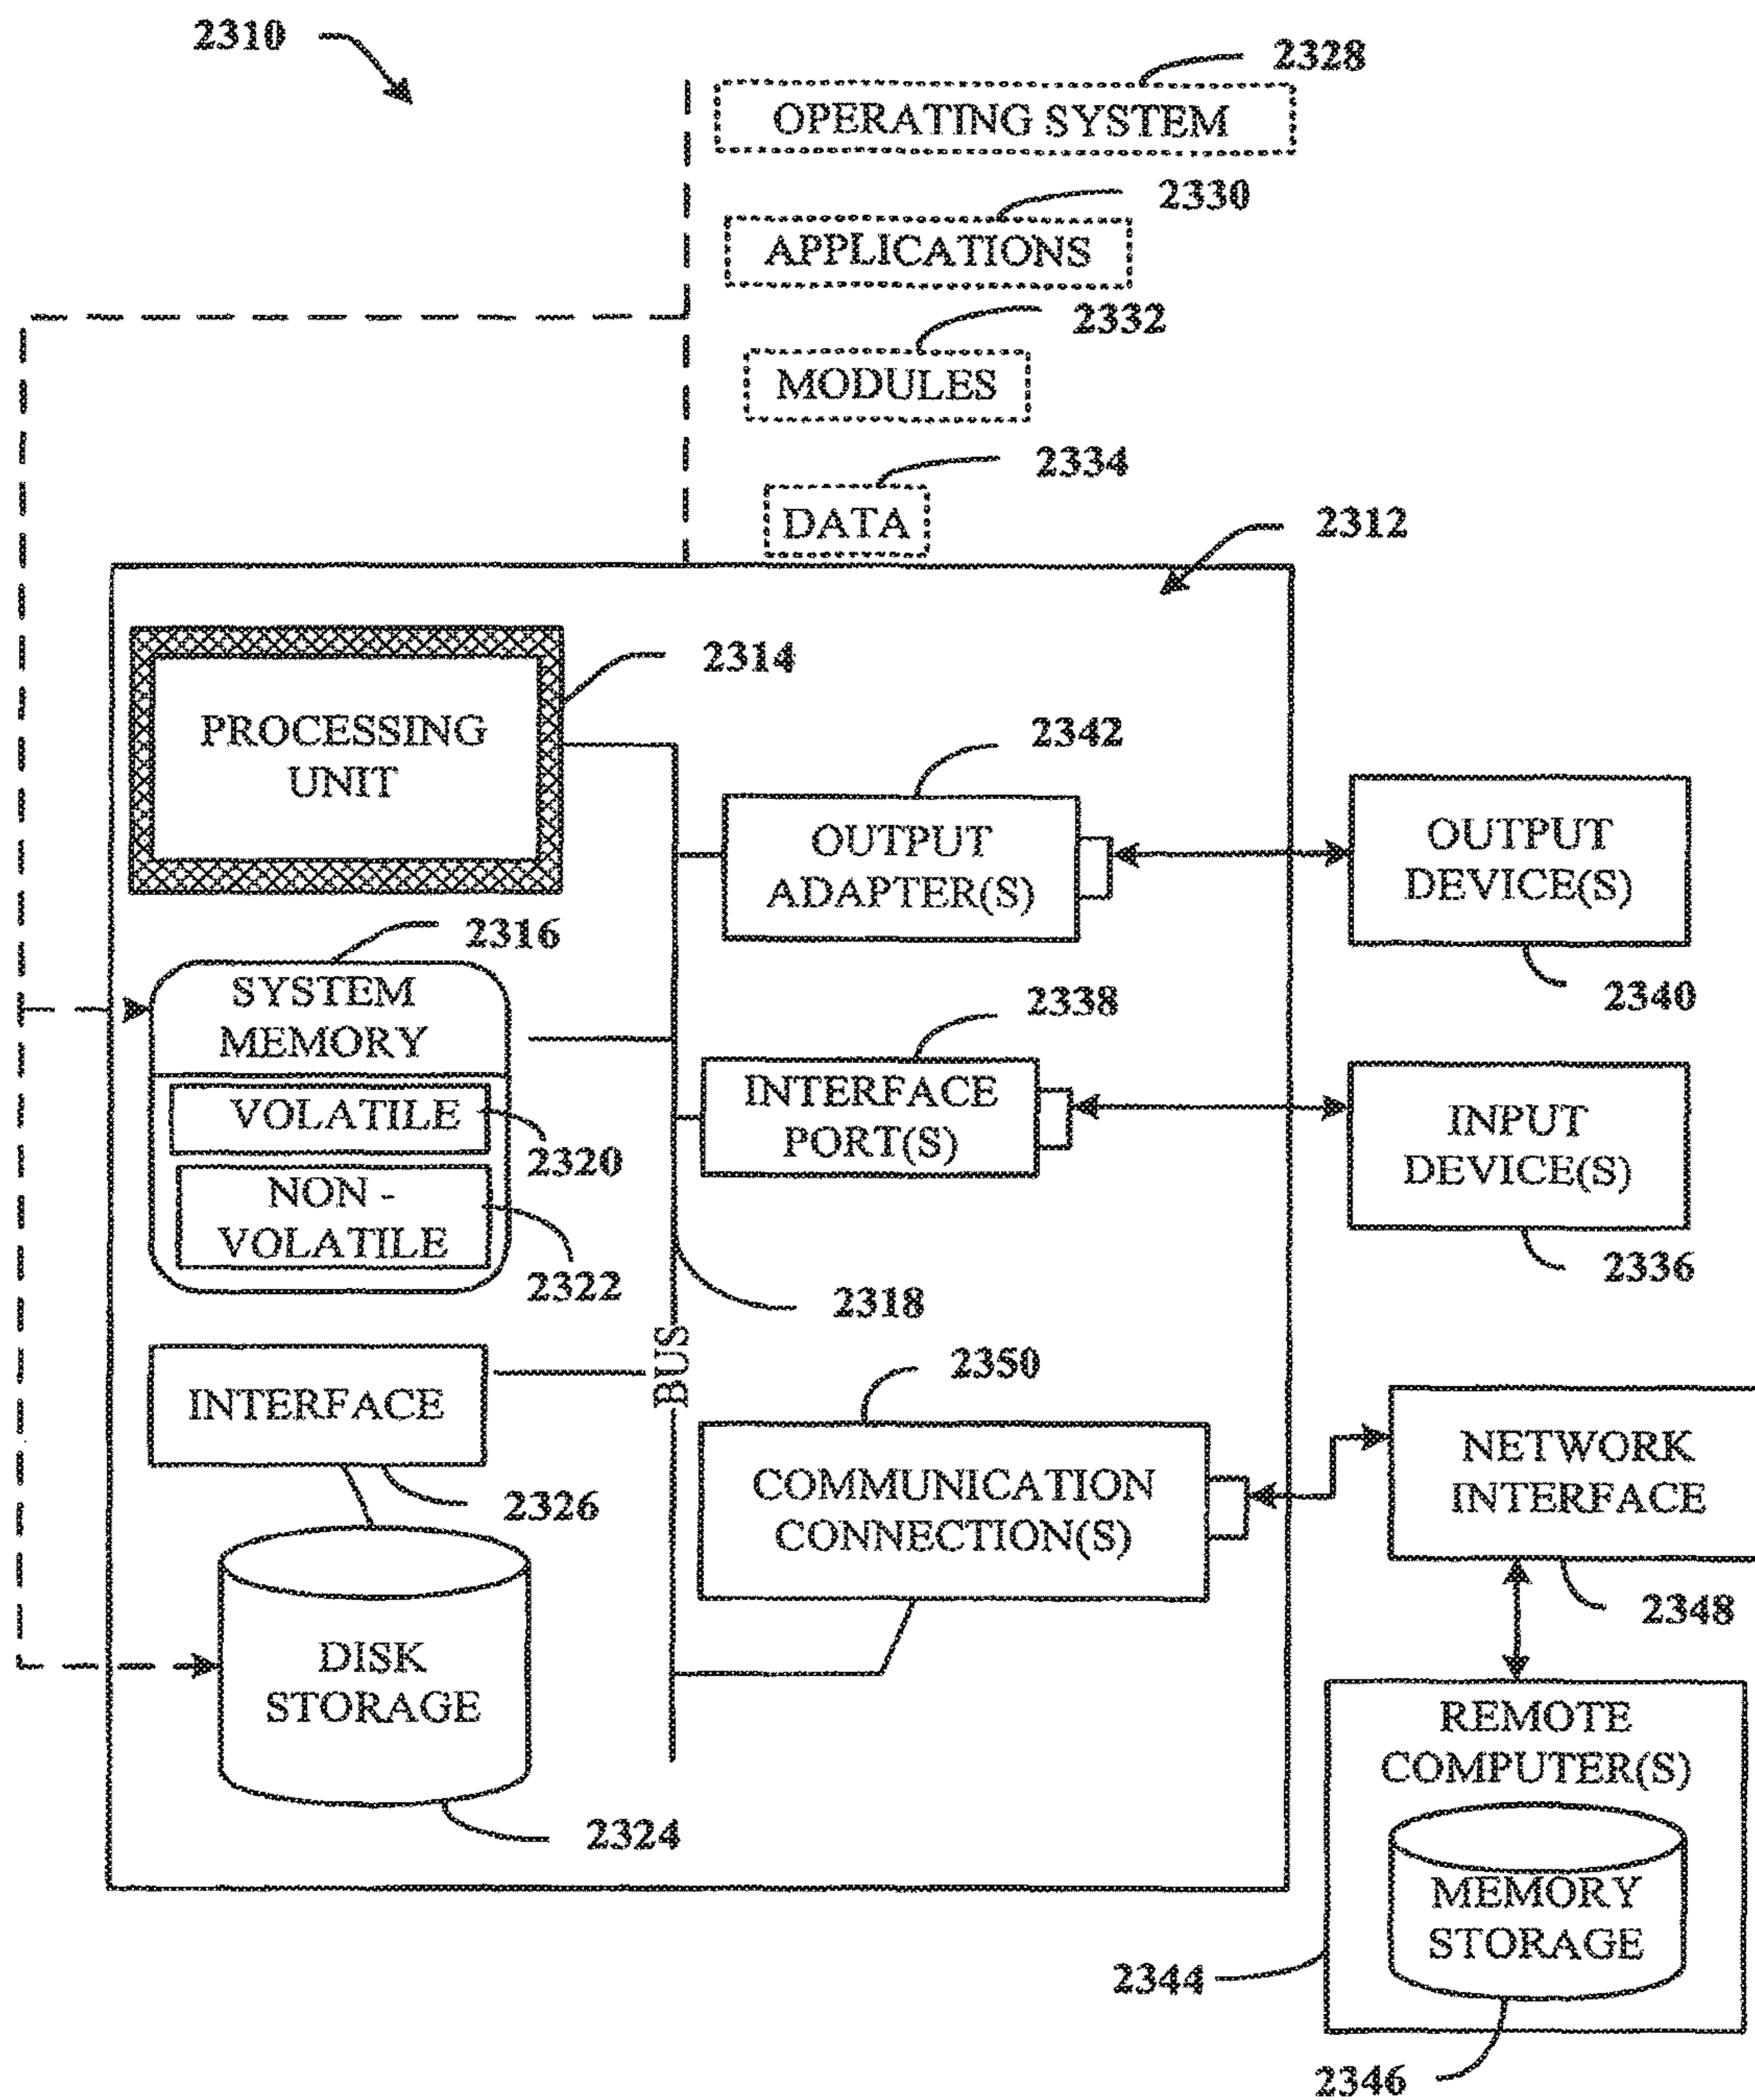 2310
2328
OPERATING SYSTEM
2330
APPLICATIONS
2332
MODULES
2334
DATA
2312
2314
PROCESSING
UNIT
2342
OUTPUT
ADAPTER(S)
OUTPUT
DEVICE(S)
2340
2316
SYSTEM
MEMORY
VOLATILE
2320
NON -
VOLATILE
2322
2338
INTERFACE
PORT(S)
INPUT
DEVICE(S)
2336
2318
BUS
INTERFACE
2326
2350
COMMUNICATION
CONNECTION(S)
NETWORK
INTERFACE
2348
DISK
STORAGE
2324
REMOTE
COMPUTER(S)
MEMORY
STORAGE
2344
2346